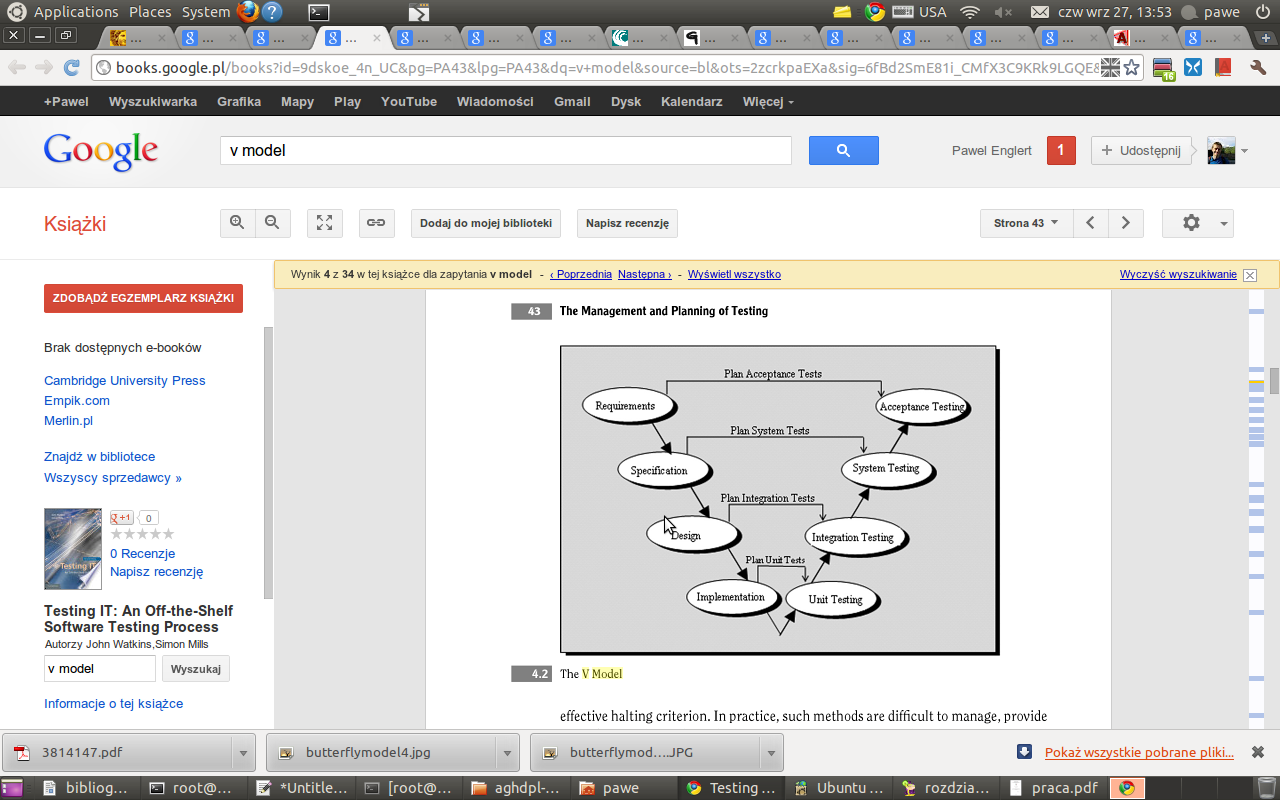 Applications Places System ? USA czw wrz 27, 13:53 pawe
... ... ... ... ... ... ... ... ... ... ... ... ... ... ... ...
books.google.pl/books?id=9dskoe_4n_UC&pg=PA43&lpg=PA43&dq=v+model&source=bl&ots=2zcrkpaEXa&sig=6fBd2SmE81i_CMfX3C9KRk9LGQE8
16
+Pawel Wyszukiwarka Grafika Mapy Play YouTube Wiadomości Gmail Dysk Kalendarz Więcej
Google v model Pawel Englert 1 + Udostępnij
Książki Dodaj do mojej biblioteki Napisz recenzję Strona 43
Wynik 4 z 34 w tej książce dla zapytania v model - ‹ Poprzednia Następna › - Wyświetl wszystko Wyczyść wyszukiwanie
ZDOBĄDŹ EGZEMPLARZ KSIĄŻKI
Brak dostępnych e-booków
Cambridge University Press
Empik.com
Merlin.pl
Znajdź w bibliotece
Wszyscy sprzedawcy »
Testing IT
g +1 0
0 Recenzje
Napisz recenzję
Testing IT: An Off-the-Shelf
Software Testing Process
Autorzy John Watkins,Simon Mills
v model Wyszukaj
Informacje o tej książce
43 The Management and Planning of Testing
Plan Acceptance Tests
Requirements Acceptance Testing
Plan System Tests
Specification System Testing
Plan Integration Tests
Design Integration Testing
Plan Unit Tests
Implementation Unit Testing
4.2 The V Model
effective halting criterion. In practice, such methods are difficult to manage, provide
3814147.pdf butterflymodel4.jpg butterflymod....JPG Pokaż wszystkie pobrane pliki...
bibliog... root@... *Untitle... [root@... aghdpl-... pawe Testing ... Ubuntu ... rozdzia... praca.pdf